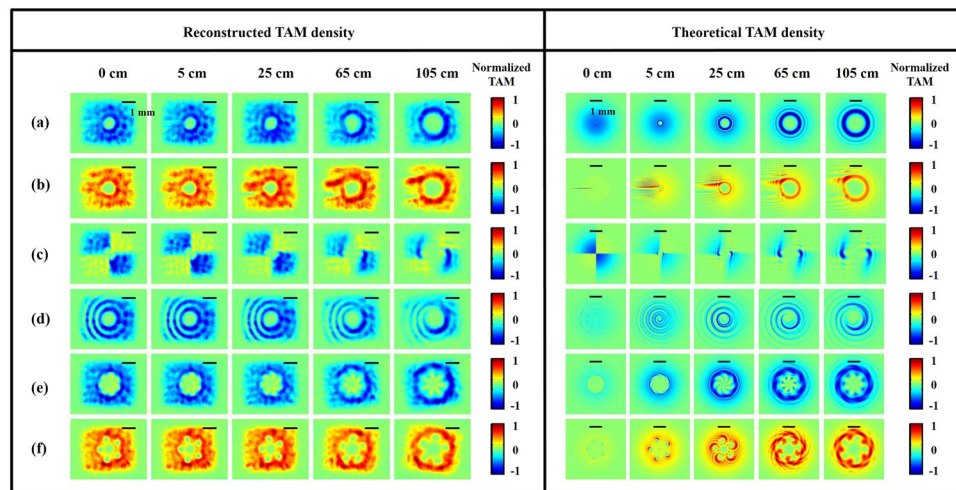 Reconstructed TAM density
Theoretical TAM density
0 cm 5 cm 25 cm 65 cm 105 cm Normalized TAM
0 cm 5 cm 25 cm 65 cm 105 cm Normalized TAM
(a) 1 mm 1 0 -1 1 mm 1 0 -1
(b) 1 0 -1 1 0 -1
(c) 1 0 -1 1 0 -1
(d) 1 0 -1 1 0 -1
(e) 1 0 -1 1 0 -1
(f) 1 0 -1 1 0 -1